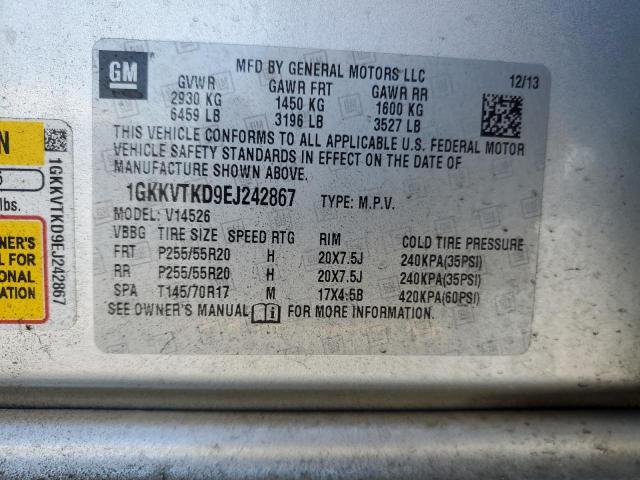 GM
MFD BY GENERAL MOTORS LLC
12/13
GVWR GAWR FRT GAWR RR
2930 KG 1450 KG 1600 KG
6459 LB 3196 LB 3527 LB
THIS VEHICLE CONFORMS TO ALL APPLICABLE U.S. FEDERAL MOTOR
VEHICLE SAFETY STANDARDS IN EFFECT ON THE DATE OF
MANUFACTURE SHOWN ABOVE.
1GKKVTKD9EJ242867 TYPE: M.P.V.
MODEL: V14526
VBBG TIRE SIZE SPEED RTG RIM COLD TIRE PRESSURE
FRT P255/55R20 H 20X7.5J 240KPA(35PSI)
RR P255/55R20 H 20X7.5J 240KPA(35PSI)
SPA T145/70R17 M 17X4.5B 420KPA(60PSI)
SEE OWNER'S MANUAL FOR MORE INFORMATION.
lbs.
NER'S
L FOR
IONAL
ATION
1GKKVTKD9EJ242867